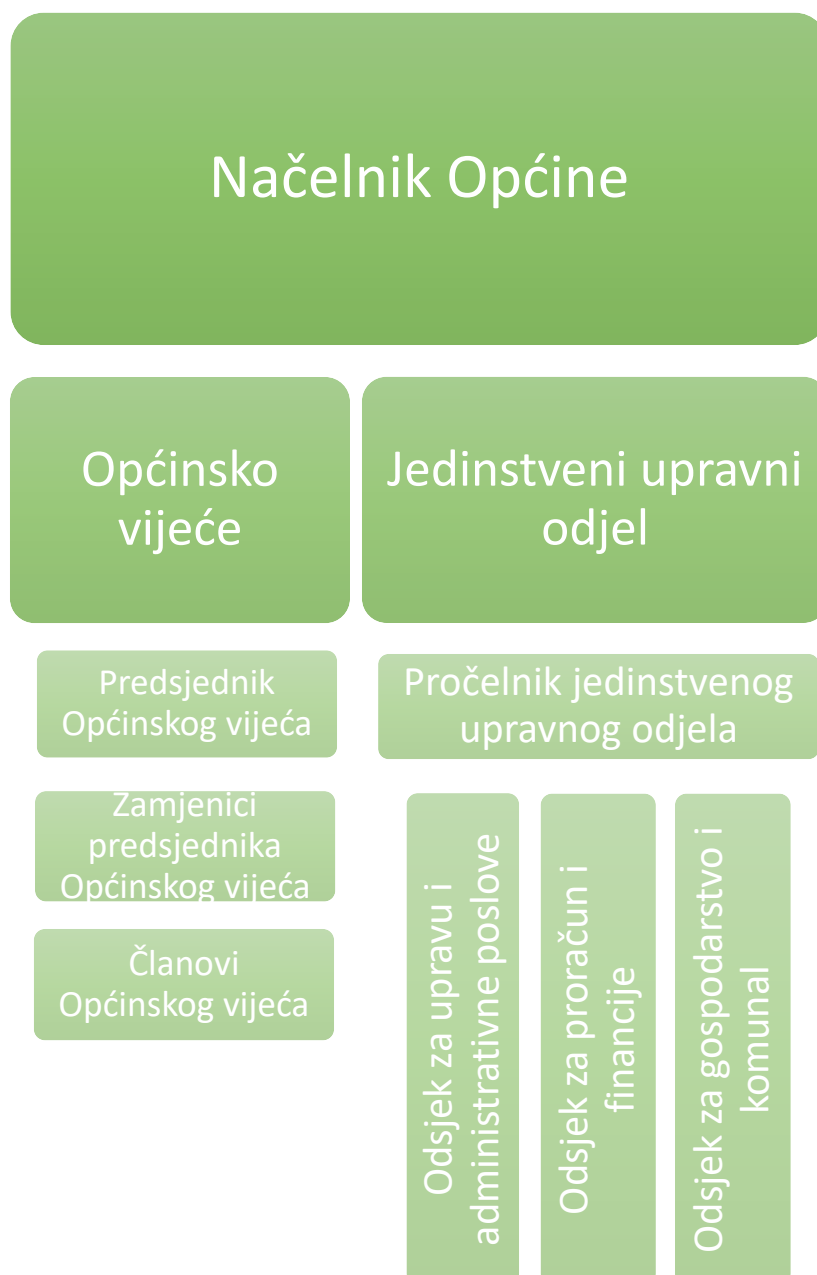 Načelnik Općine
Općinsko
vijeće
Jedinstveni upravni
odjel
Predsjednik
Općinskog vijeća
Zamjenici
predsjednika
Općinskog vijeća
Članovi
Općinskog vijeća
Pročelnik jedinstvenog
upravnog odjela
Odsjek za upravu i
administrativne poslove
Odsjek za proračun i
financije
Odsjek za gospodarstvo i
komunal